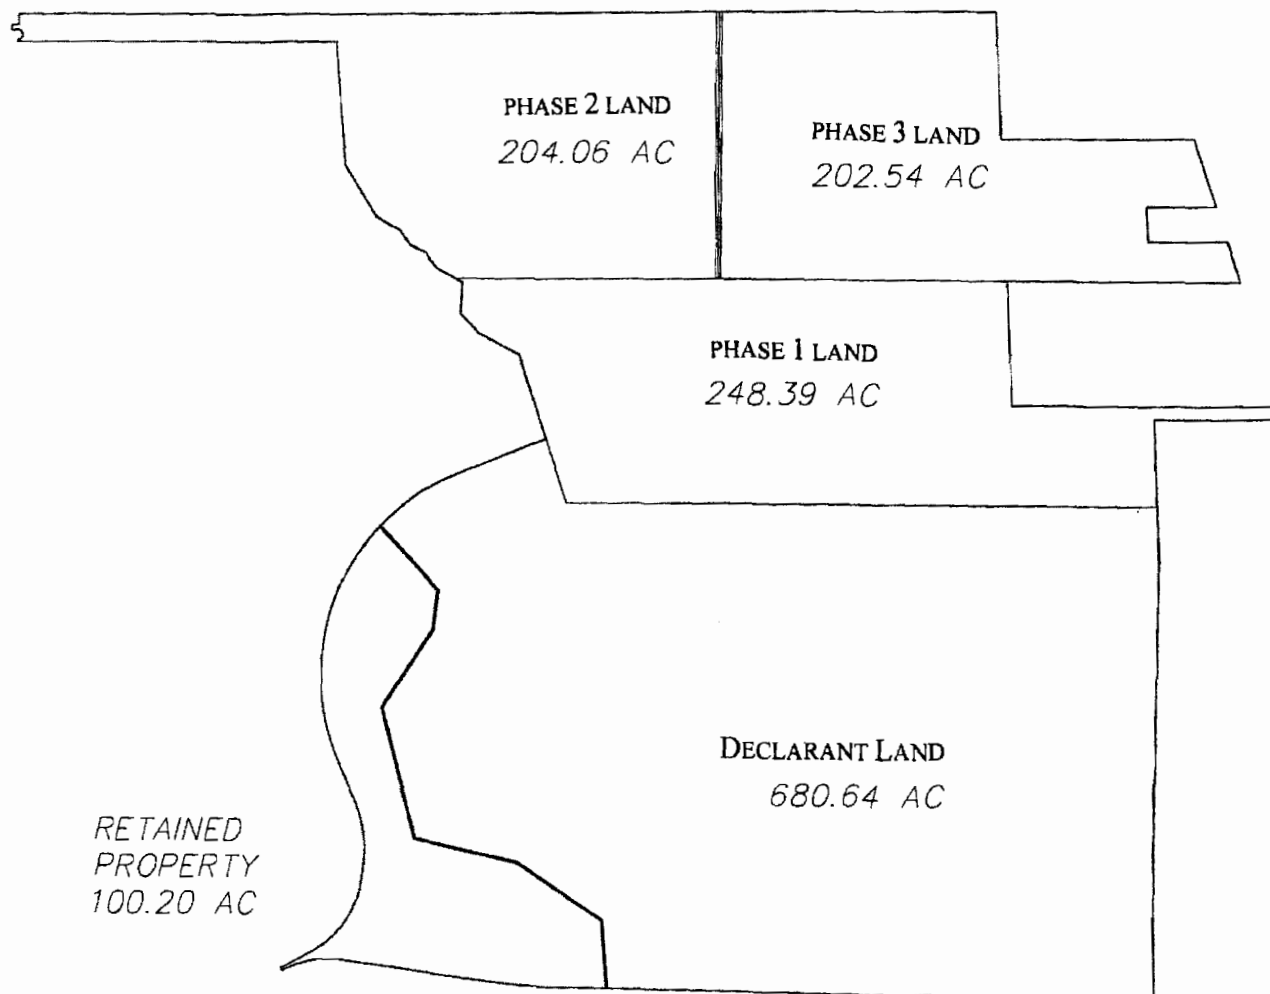 PHASE 2 LAND
204.06 AC
PHASE 3 LAND
202.54 AC
PHASE 1 LAND
248.39 AC
DECLARANT LAND
680.64 AC
RETAINED
PROPERTY
100.20 AC